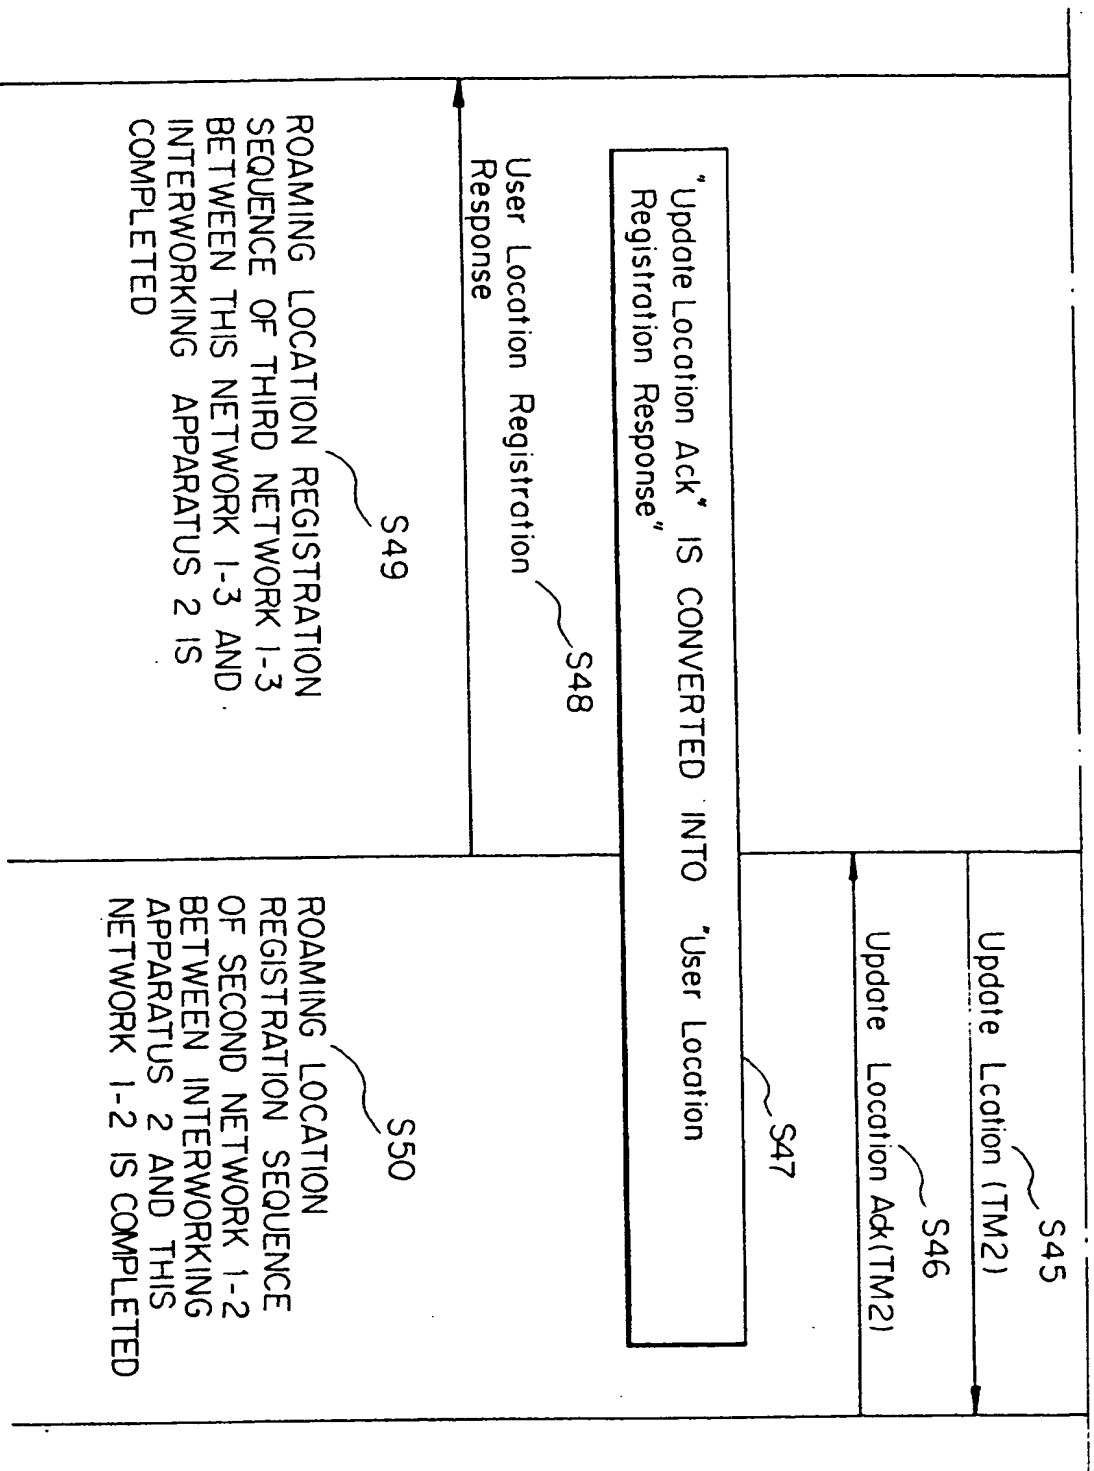 S45
Update Lcation (TM2)
S46
Update Location Ack(TM2)
S47
"Update Location Ack" IS CONVERTED INTO "User Location
Registration Response"
S48
User Location Registration
Response
S49
ROAMING LOCATION REGISTRATION
SEQUENCE OF THIRD NETWORK 1-3
BETWEEN THIS NETWORK 1-3 AND
INTERWORKING APPARATUS 2 IS
COMPLETED
S50
ROAMING LOCATION
REGISTRATION SEQUENCE
OF SECOND NETWORK 1-2
BETWEEN INTERWORKING
APPARATUS 2 AND THIS
NETWORK 1-2 IS COMPLETED